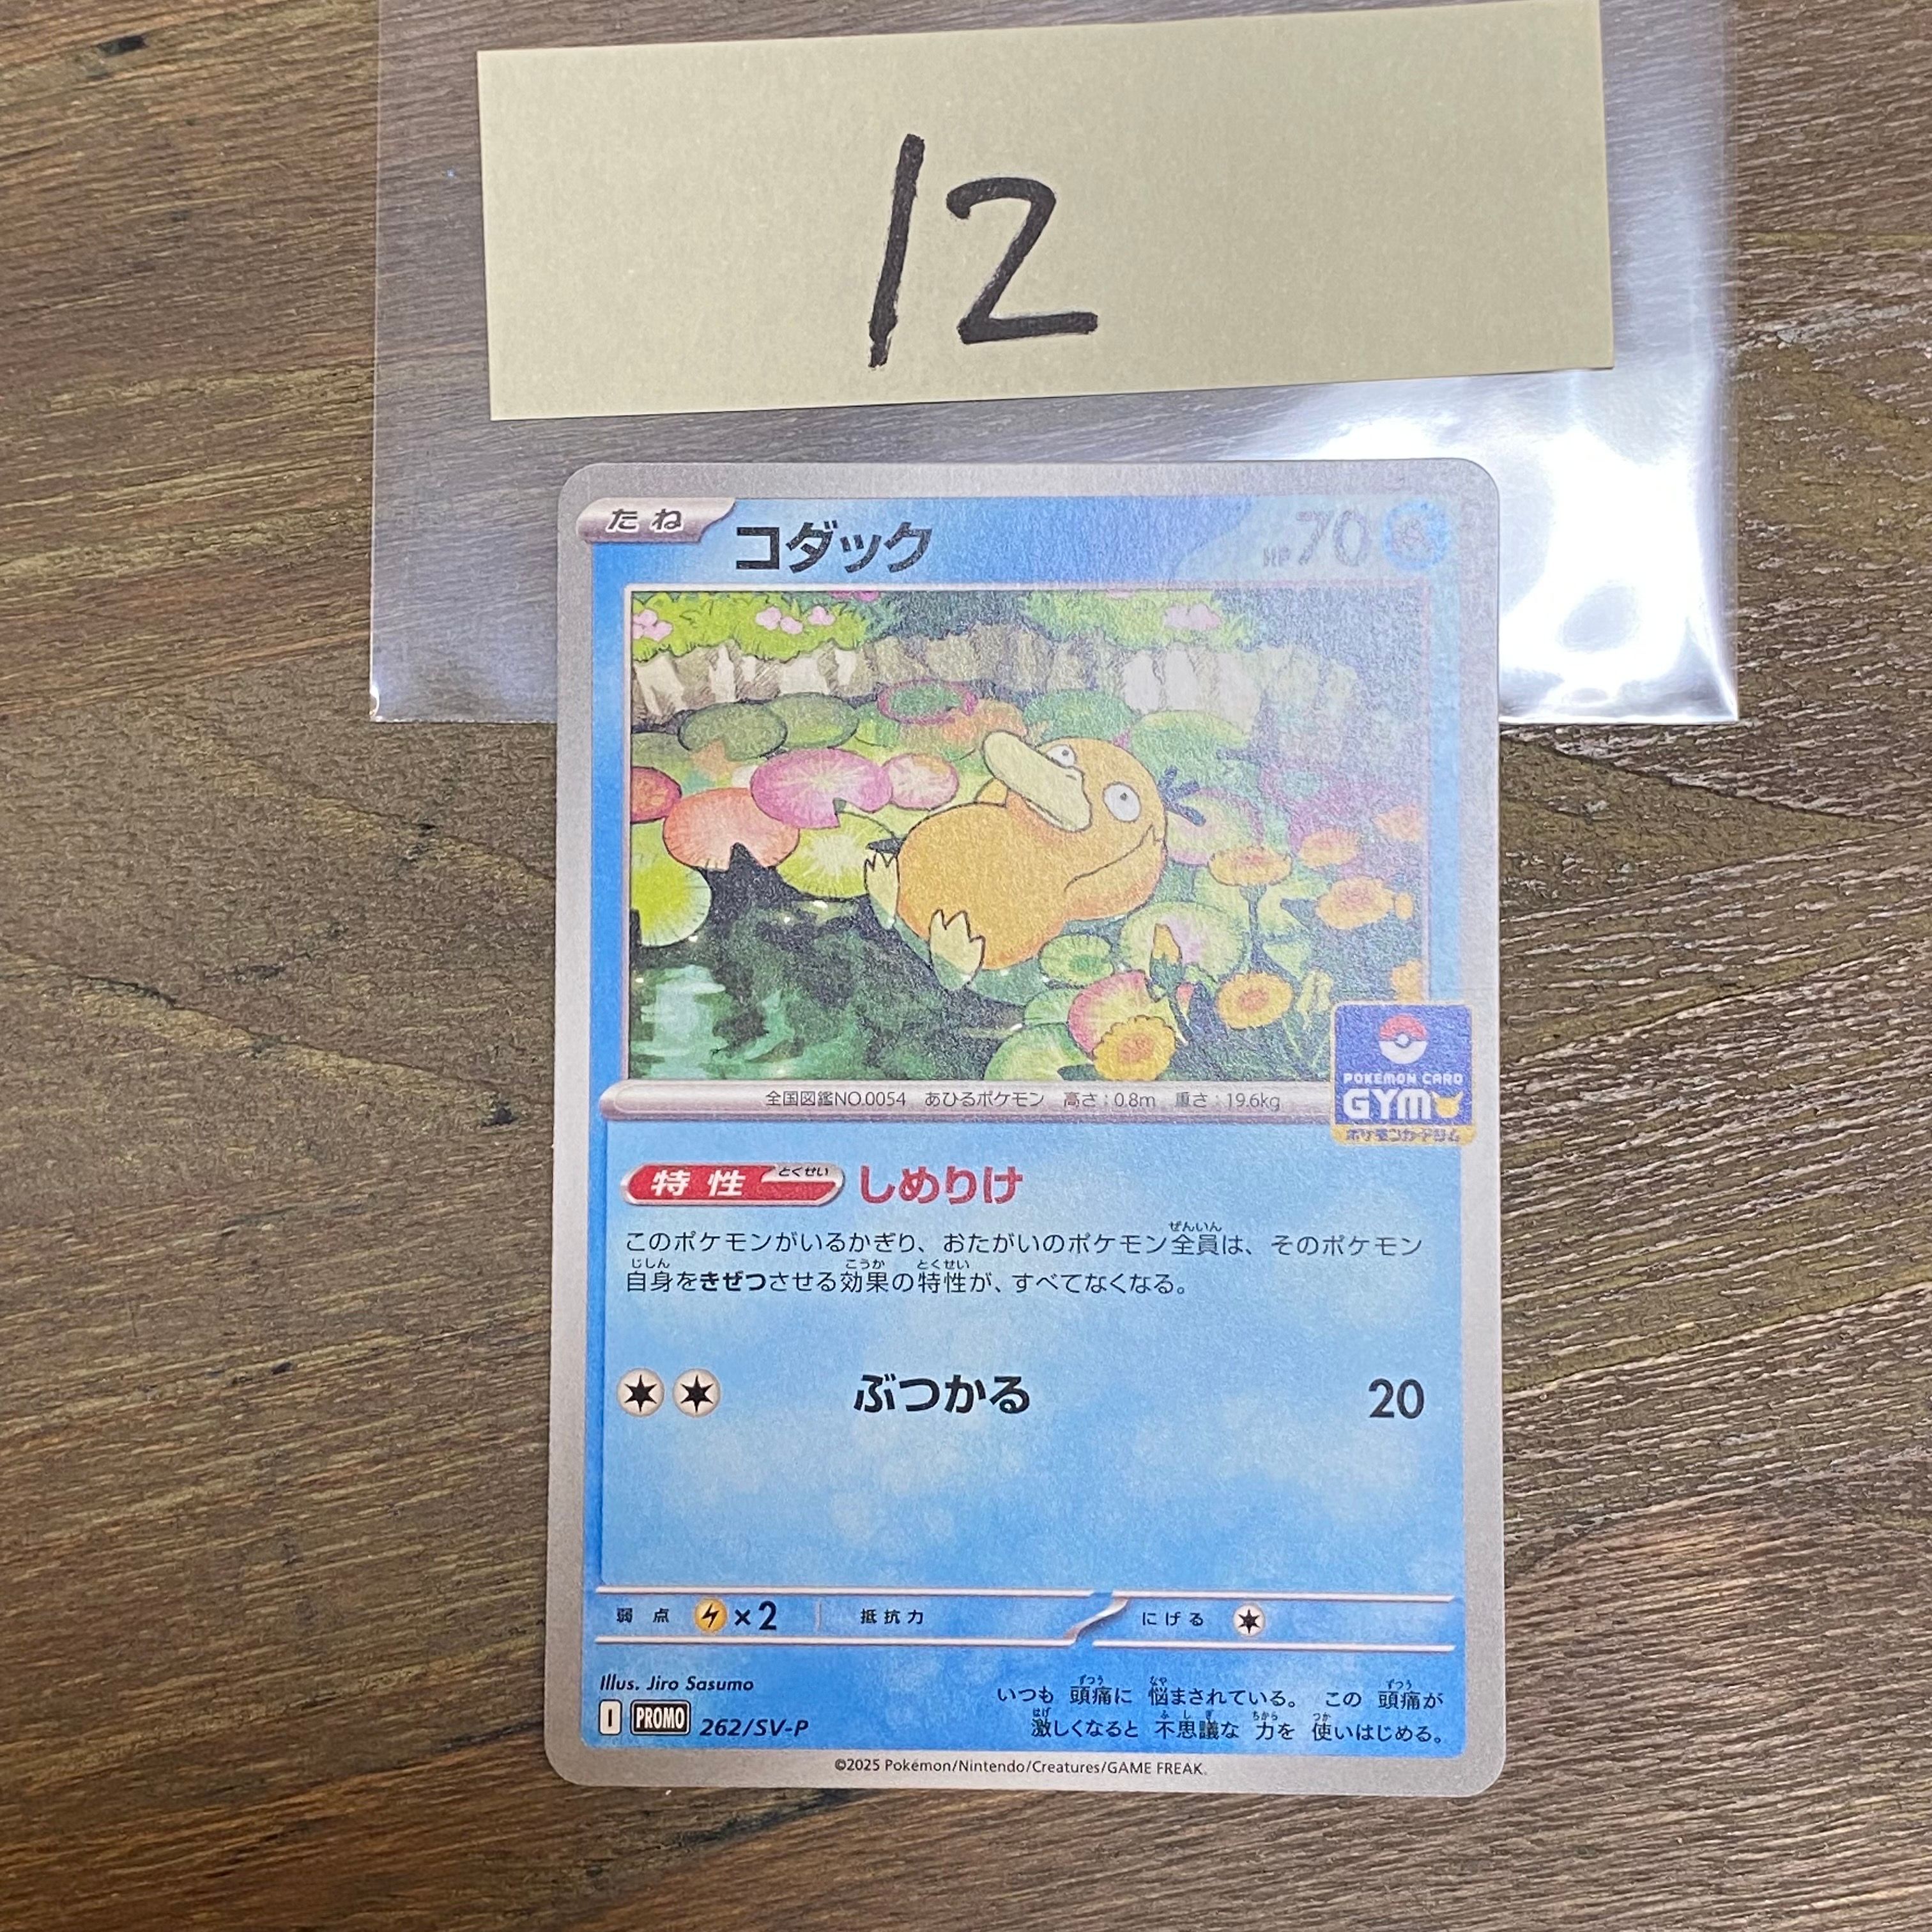 12
たね コダック HP70
全国図鑑NO.0054 あひるポケモン 高さ：0.8m 重さ：19.6kg
POKÉMON CARD
GYM
ポケモンカードジム
特性 とくせい しめりけ
ぜんいん
このポケモンがいるかぎり、おたがいのポケモン全員は、そのポケモン
じしん こうか とくせい
自身をきぜつさせる効果の特性が、すべてなくなる。
ぶつかる 20
弱点 ×2 抵抗力 にげる
Illus. Jiro Sasumo
I PROMO 262/SV-P
ずつう なや ずつう
いつも 頭痛に 悩まされている。 この 頭痛が
はげ ふしぎ ちから つか
激しくなると 不思議な 力を 使いはじめる。
©2025 Pokémon/Nintendo/Creatures/GAME FREAK.